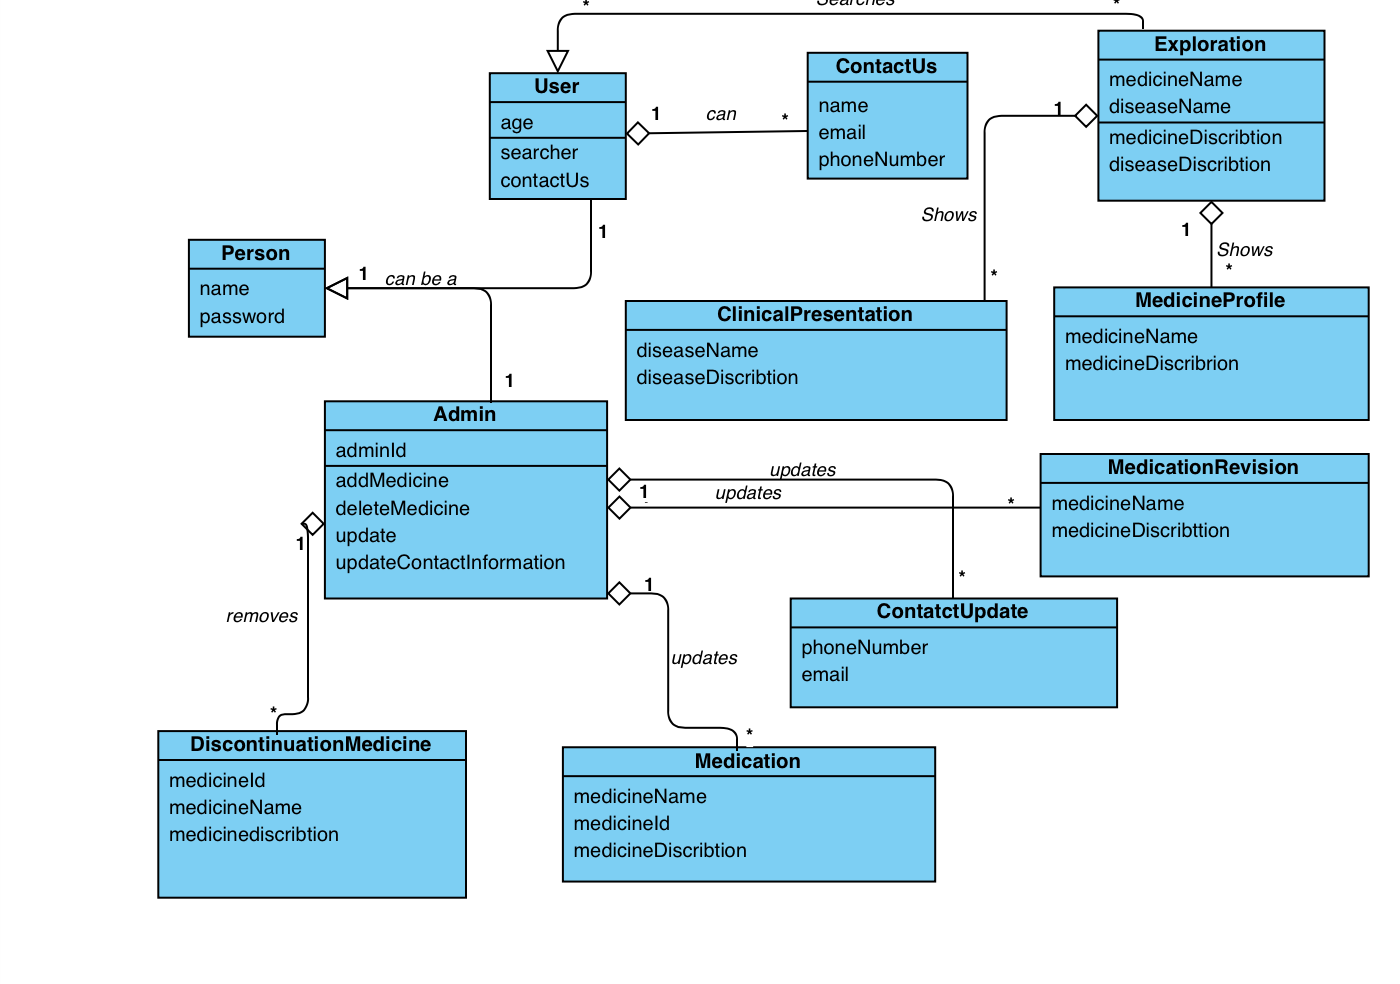 * Searches *
User
age
searcher
contactUs
1 can *
ContactUs
name
email
phoneNumber
Exploration
medicineName
diseaseName
medicineDiscribtion
diseaseDiscribtion
1
Shows
*
1
Shows
*
1
Person
name
password
1 can be a
1
ClinicalPresentation
diseaseName
diseaseDiscribtion
MedicineProfile
medicineName
medicineDiscribrion
Admin
adminId
addMedicine
deleteMedicine
update
updateContactInformation
updates
1 updates *
*
MedicationRevision
medicineName
medicineDiscribttion
ContatctUpdate
phoneNumber
email
1
removes
*
1
updates
*
DiscontinuationMedicine
medicineId
medicineName
medicinediscribtion
Medication
medicineName
medicineId
medicineDiscribtion